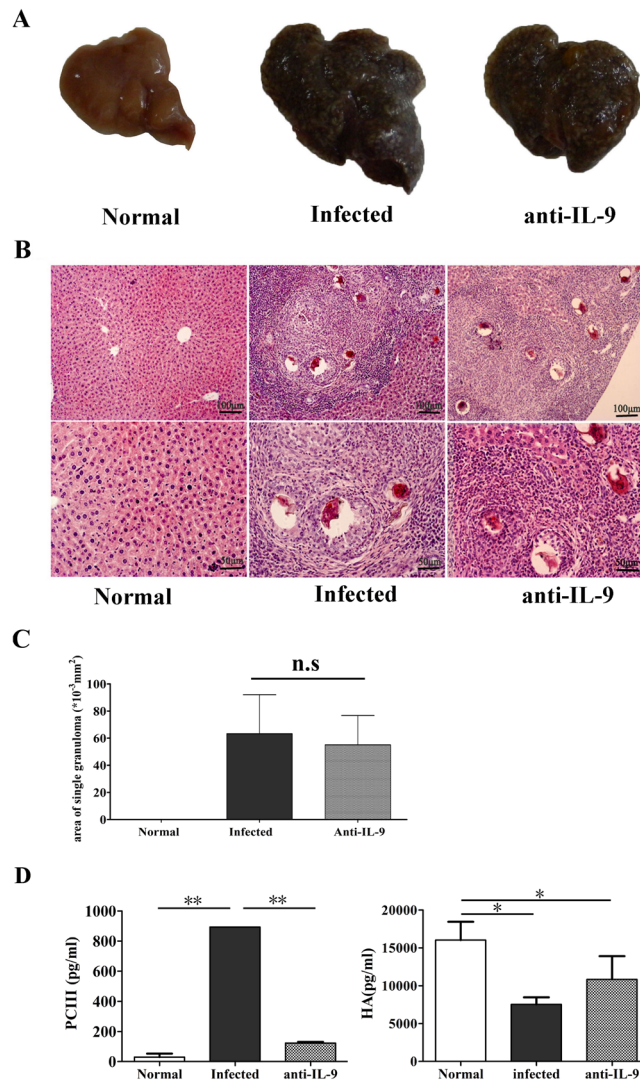 A
Normal
Infected
anti-IL-9
B
100μm
100μm
100μm
50μm
50μm
50μm
Normal
Infected
anti-IL-9
C
n.s
area of single granuloma (*10⁻³mm²)
100
80
60
40
20
0
Normal
Infected
Anti-IL-9
D
** **
PCIII (pg/ml)
1000
800
600
400
200
0
Normal
Infected
anti-IL-9
*
*
HA(pg/ml)
20000
15000
10000
5000
0
Normal
infected
anti-IL-9